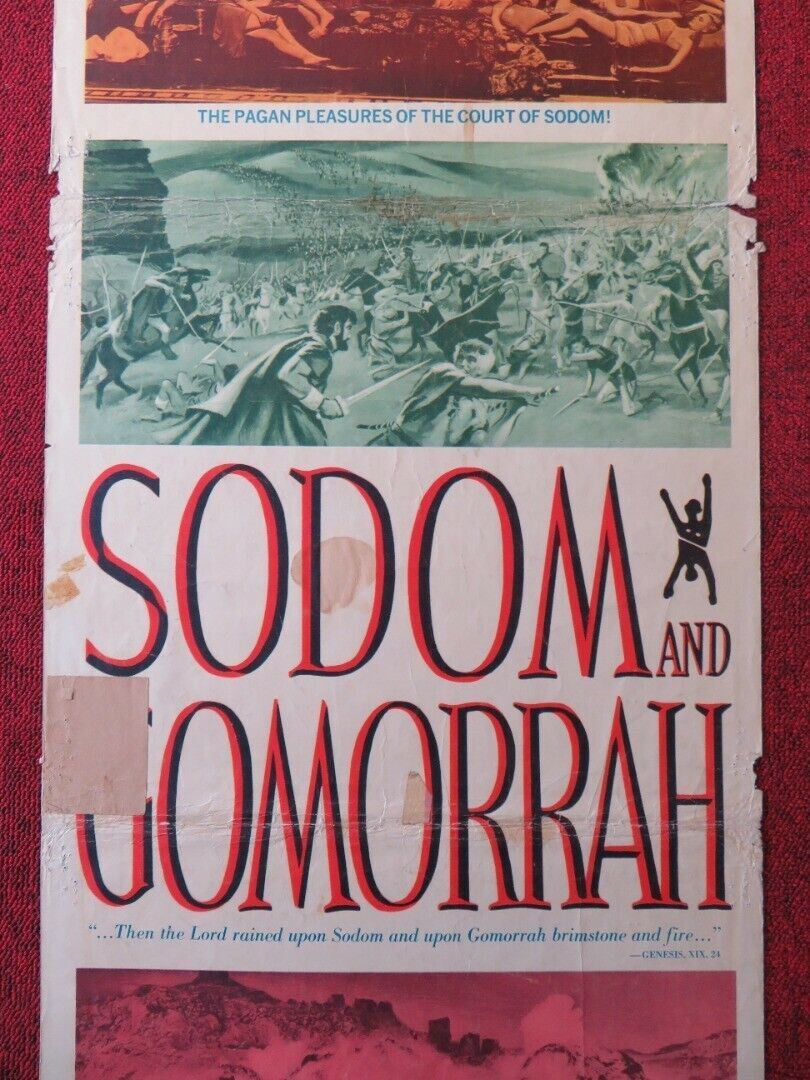 THE PAGAN PLEASURES OF THE COURT OF SODOM!
SODOM
AND
GOMORRAH
“...Then the Lord rained upon Sodom and upon Gomorrah brimstone and fire...”
—GENESIS, XIX, 24